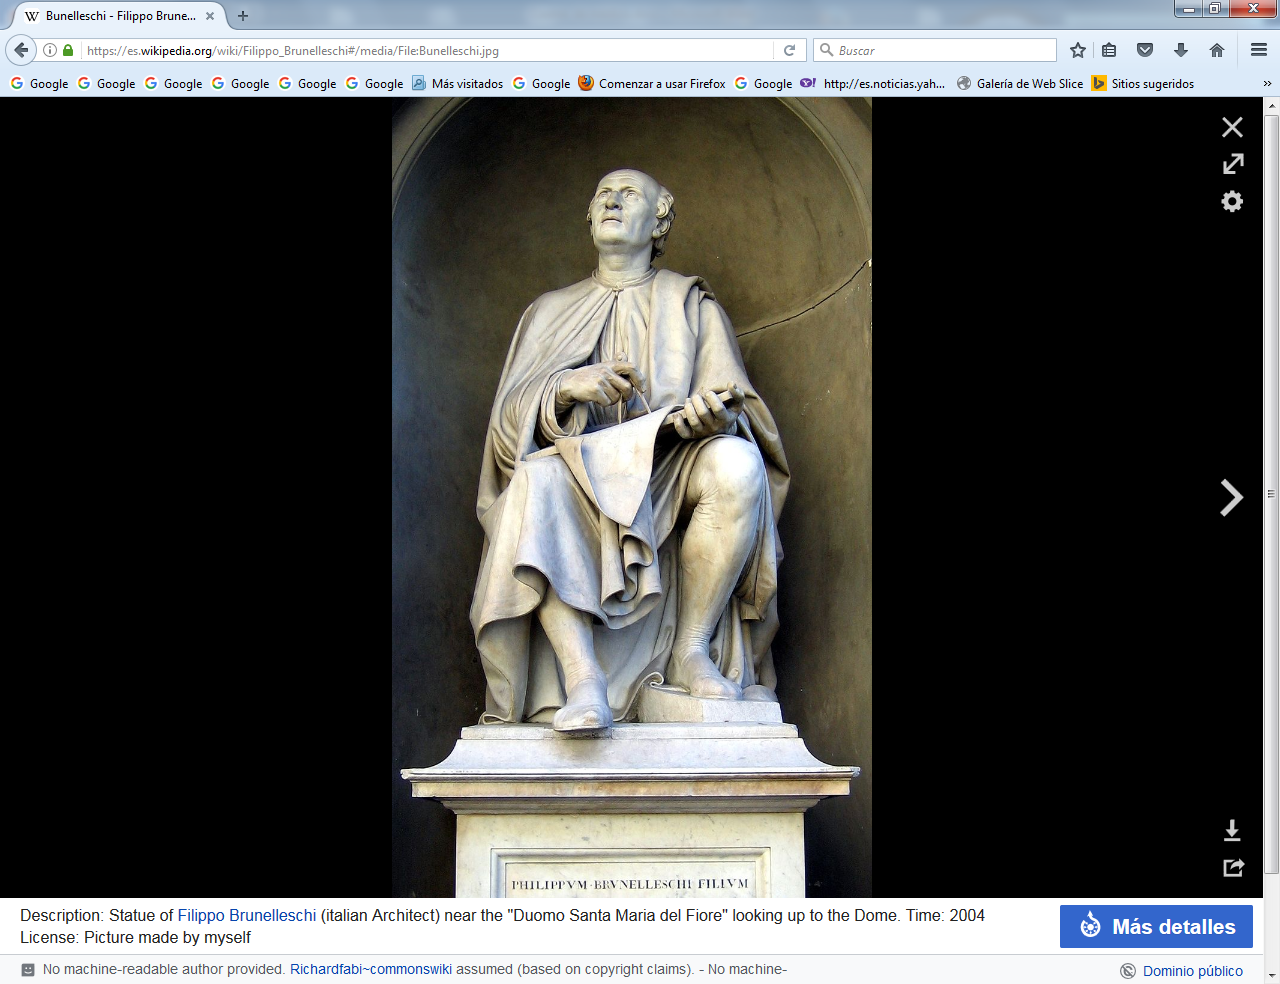 Bunelleschi - Filippo Brune...
https://es.wikipedia.org/wiki/Filippo_Brunelleschi#/media/File:Bunelleschi.jpg
Buscar
Google Google Google Google Google Google Más visitados Google Comenzar a usar Firefox Google http://es.noticias.yah... Galería de Web Slice Sitios sugeridos
PHILIPPVM·BRVNELLESCHI FILIVM
Description: Statue of Filippo Brunelleschi (italian Architect) near the "Duomo Santa Maria del Fiore" looking up to the Dome. Time: 2004
License: Picture made by myself
Más detalles
No machine-readable author provided. Richardfabi~commonswiki assumed (based on copyright claims). - No machine-
Dominio público